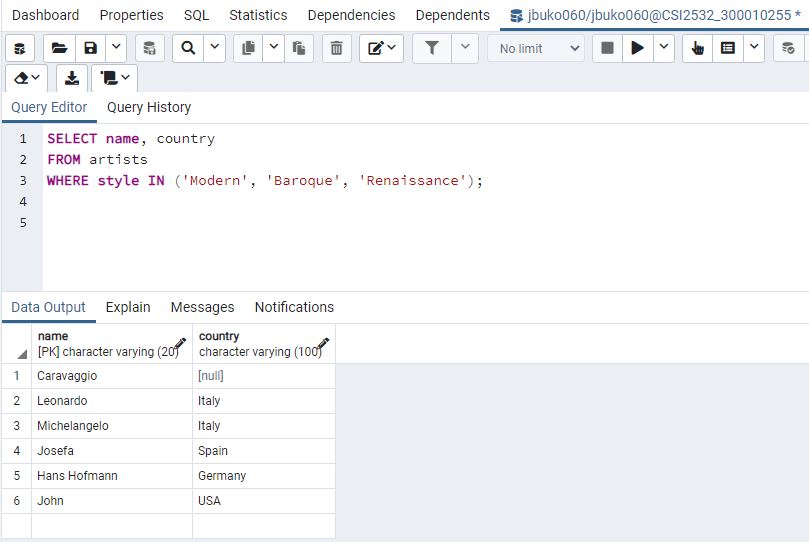 Dashboard Properties SQL Statistics Dependencies Dependents jbuko060/jbuko060@CSI2532_300010255 *
No limit
Query Editor Query History
1 SELECT name, country
2 FROM artists
3 WHERE style IN ('Modern', 'Baroque', 'Renaissance');
4
5
Data Output Explain Messages Notifications
name country
[PK] character varying (20) character varying (100)
1 Caravaggio [null]
2 Leonardo Italy
3 Michelangelo Italy
4 Josefa Spain
5 Hans Hofmann Germany
6 John USA